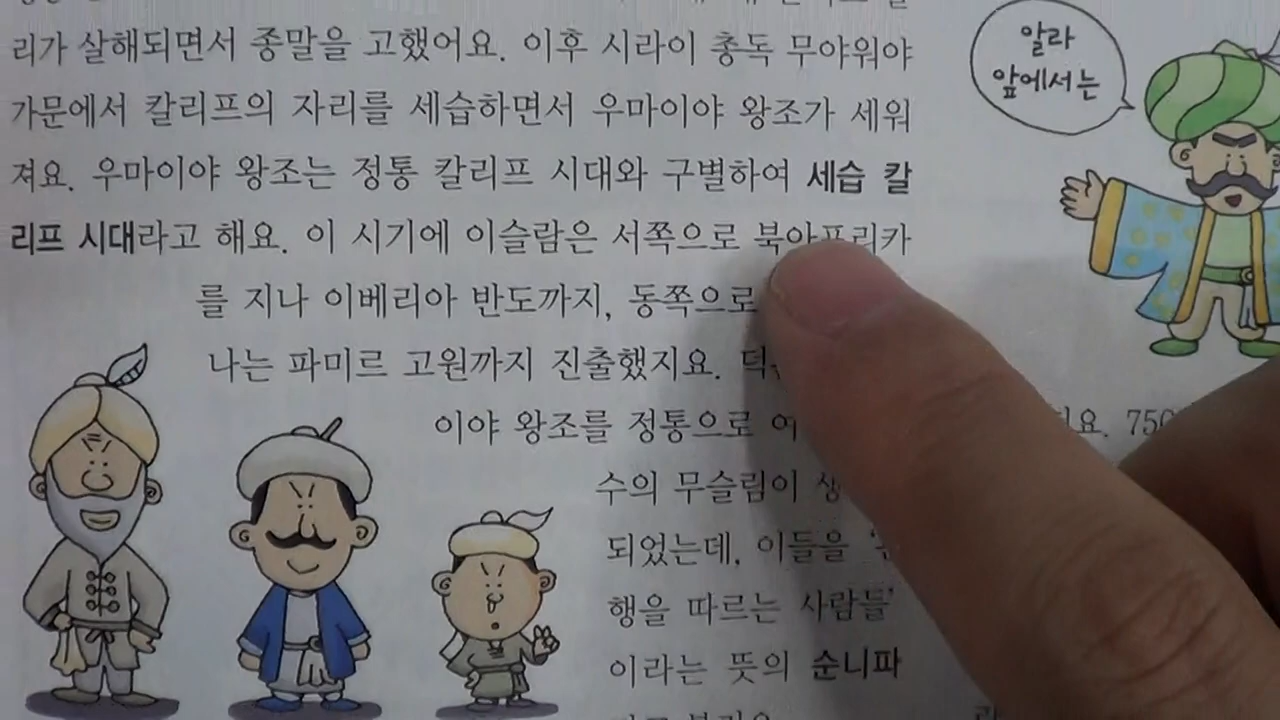 리가 살해되면서 종말을 고했어요. 이후 시라이 총독 무야워야
가문에서 칼리프의 자리를 세습하면서 우마이야 왕조가 세워
져요. 우마이야 왕조는 정통 칼리프 시대와 구별하여 세습 칼
리프 시대라고 해요. 이 시기에 이슬람은 서쪽으로 북아프리카
를 지나 이베리아 반도까지, 동쪽으로
나는 파미르 고원까지 진출했지요.
이야 왕조를 정통으로
수의 무슬림이
되었는데, 이들을
행을 따르는 사람들'
이라는 뜻의 순니파
알라
앞에서는
750